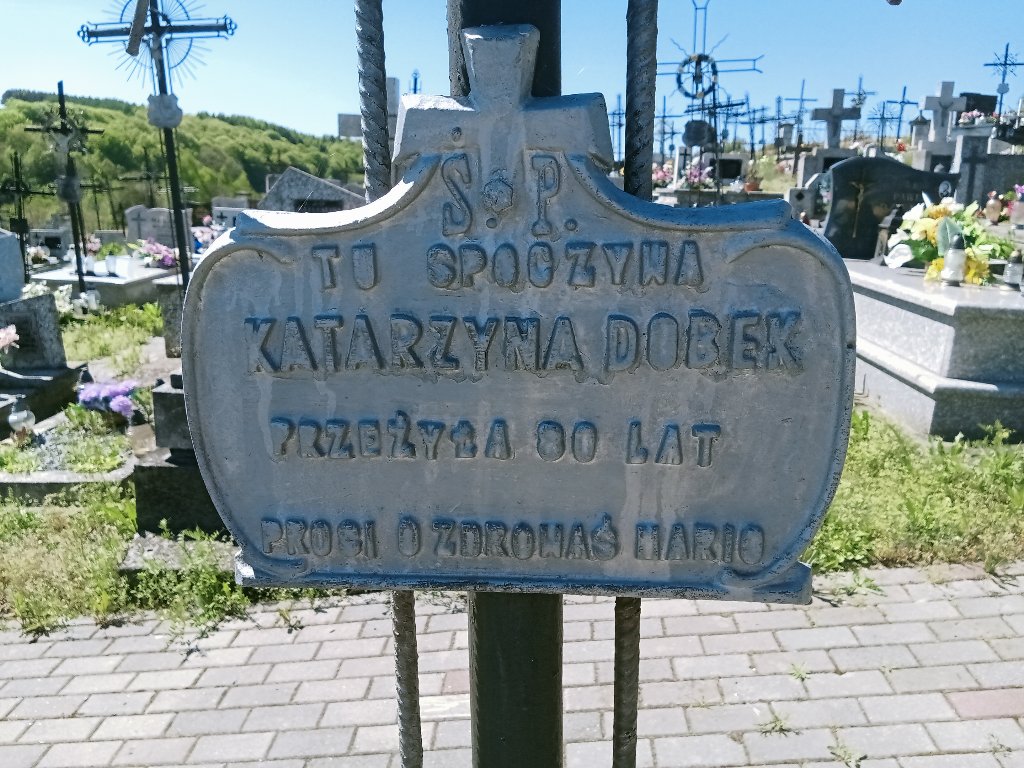 Ś. P.
TU SPOCZYWA
KATARZYNA DOBEK
PRZEŻYŁA 80 LAT
PROSI O ZDROWAŚ MARIO